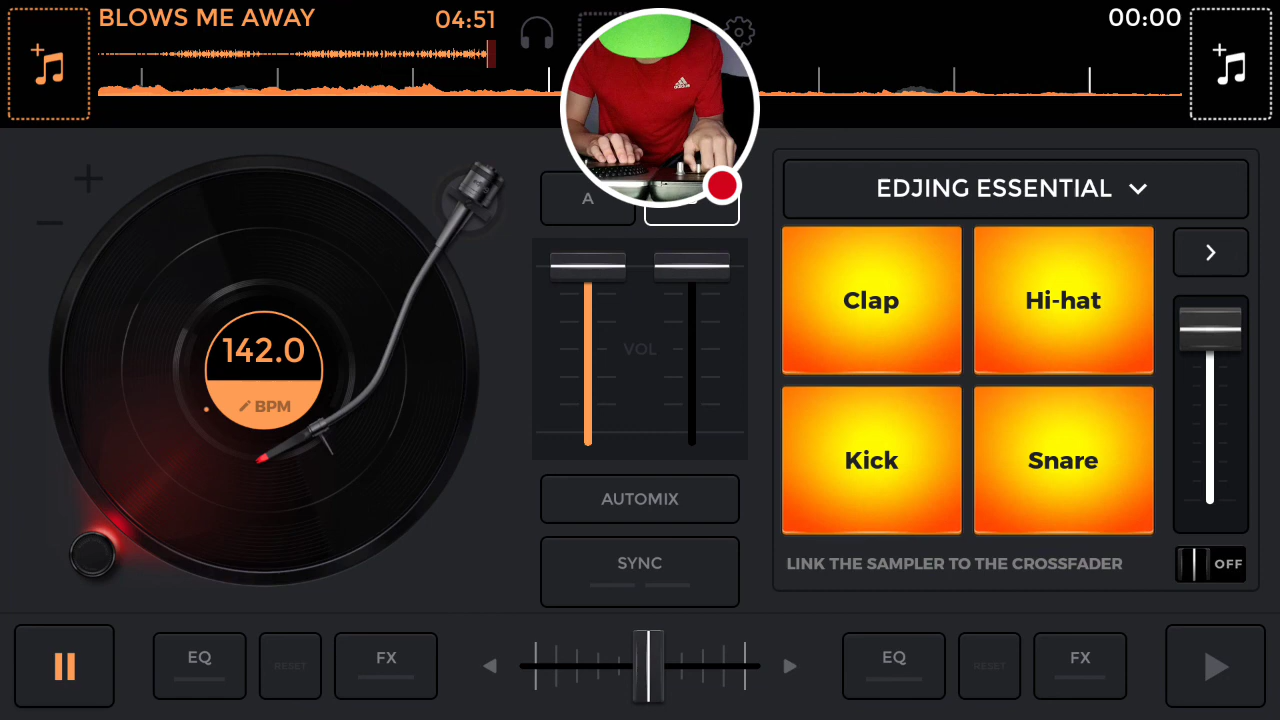 BLOWS ME AWAY
04:51
00:00
adidas
A
EDJING ESSENTIAL
Clap
Hi-hat
Kick
Snare
142.0
BPM
VOL
AUTOMIX
SYNC
LINK THE SAMPLER TO THE CROSSFADER
OFF
EQ
RESET
FX
EQ
RESET
FX